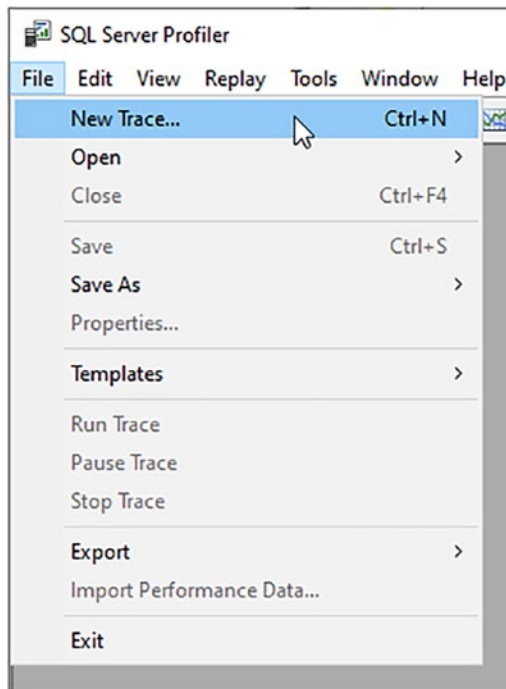 SQL Server Profiler
File Edit View Replay Tools Window Help
New Trace... Ctrl+N
Open
Close Ctrl+F4
Save Ctrl+S
Save As
Properties...
Templates
Run Trace
Pause Trace
Stop Trace
Export
Import Performance Data...
Exit